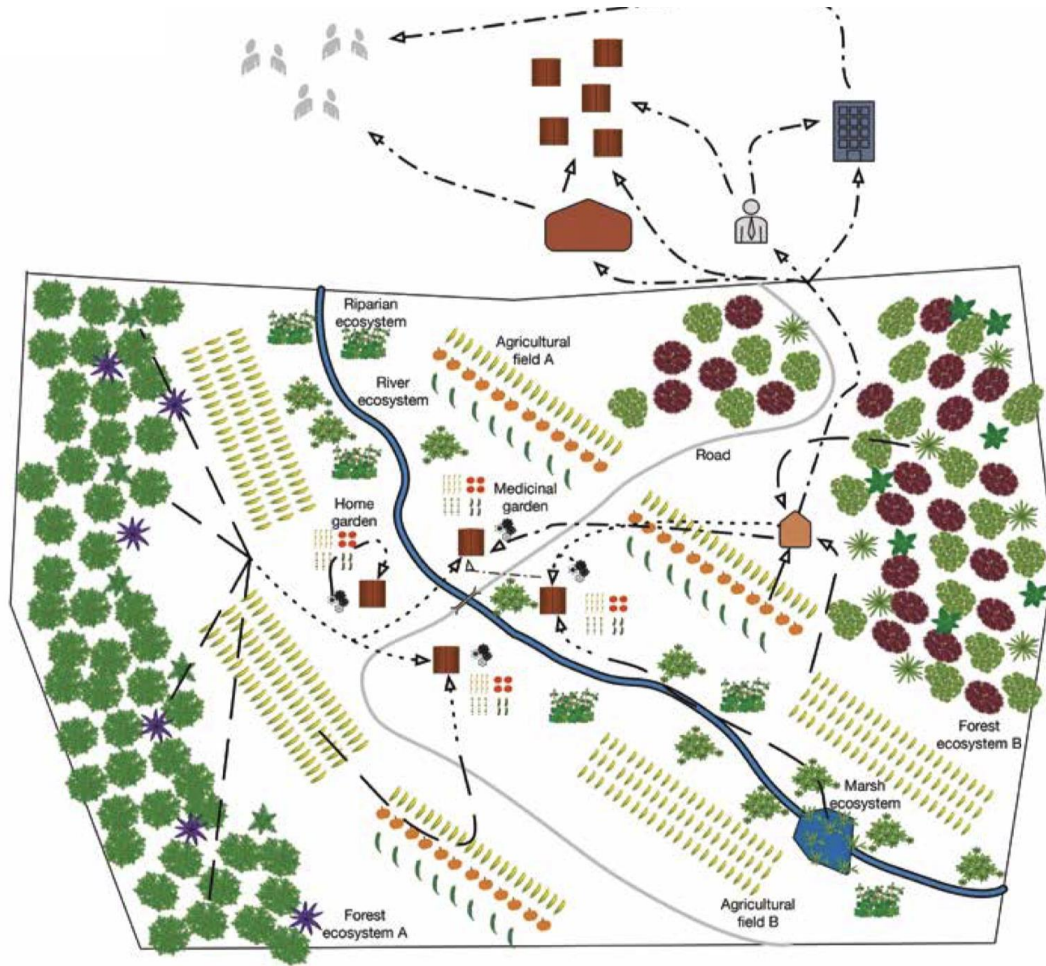 Riparian
ecosystem
Agricultural
field A
River
ecosystem
Road
Home
garden
Medicinal
garden
Forest
ecosystem B
Marsh
ecosystem
Agricultural
field B
Forest
ecosystem A